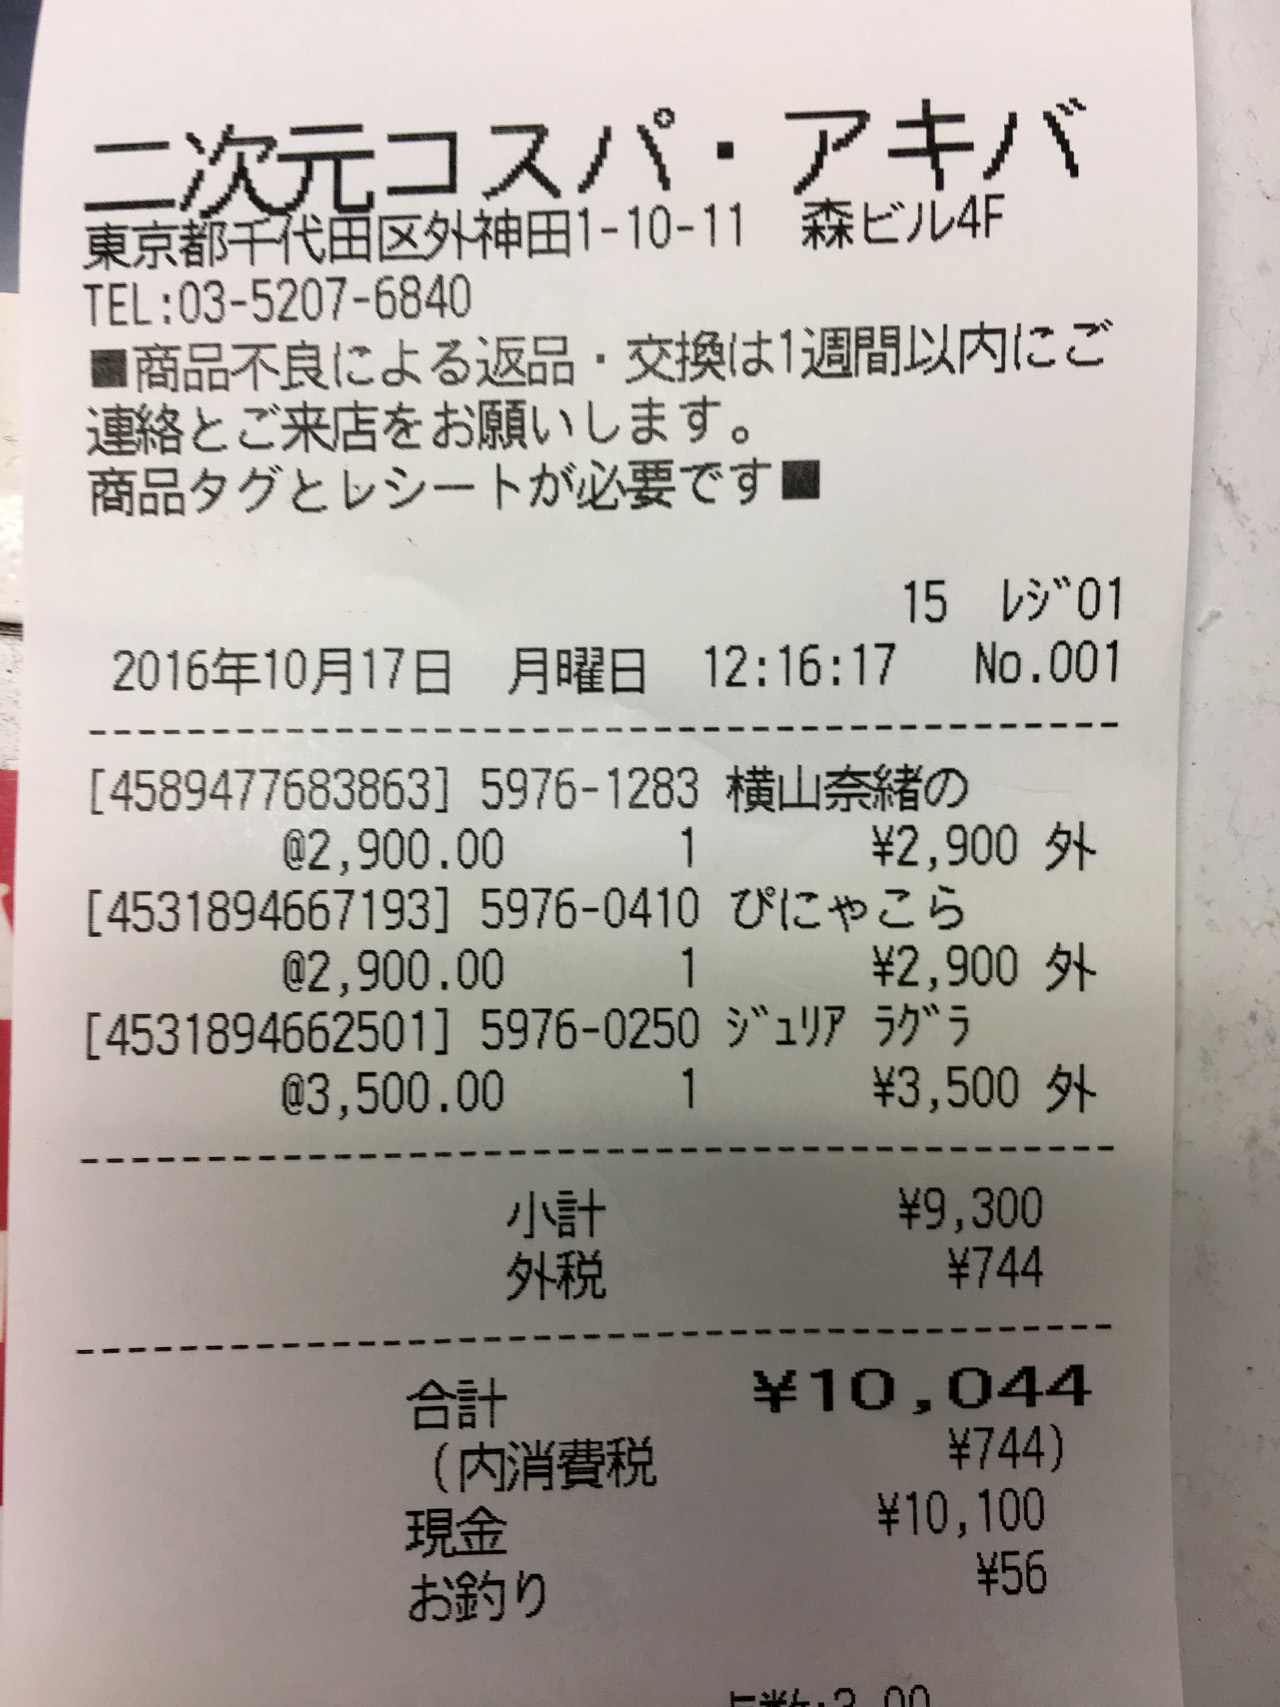 二次元コスパ・アキバ
東京都千代田区外神田1-10-11　森ビル4F
TEL:03-5207-6840
■商品不良による返品・交換は1週間以内にご
連絡とご来店をお願いします。
商品タグとレシートが必要です■
15　ﾚｼﾞ01
2016年10月17日　月曜日　12:16:17　No.001
[4589477683863] 5976-1283 横山奈緒の
@2,900.00　1　¥2,900 外
[4531894667193] 5976-0410 ぴにゃこら
@2,900.00　1　¥2,900 外
[4531894662501] 5976-0250 ｼﾞｭﾘｱ ﾗｸﾞﾗ
@3,500.00　1　¥3,500 外
小計　¥9,300
外税　¥744
合計　¥10,044
(内消費税　¥744)
現金　¥10,100
お釣り　¥56
点数:3.00